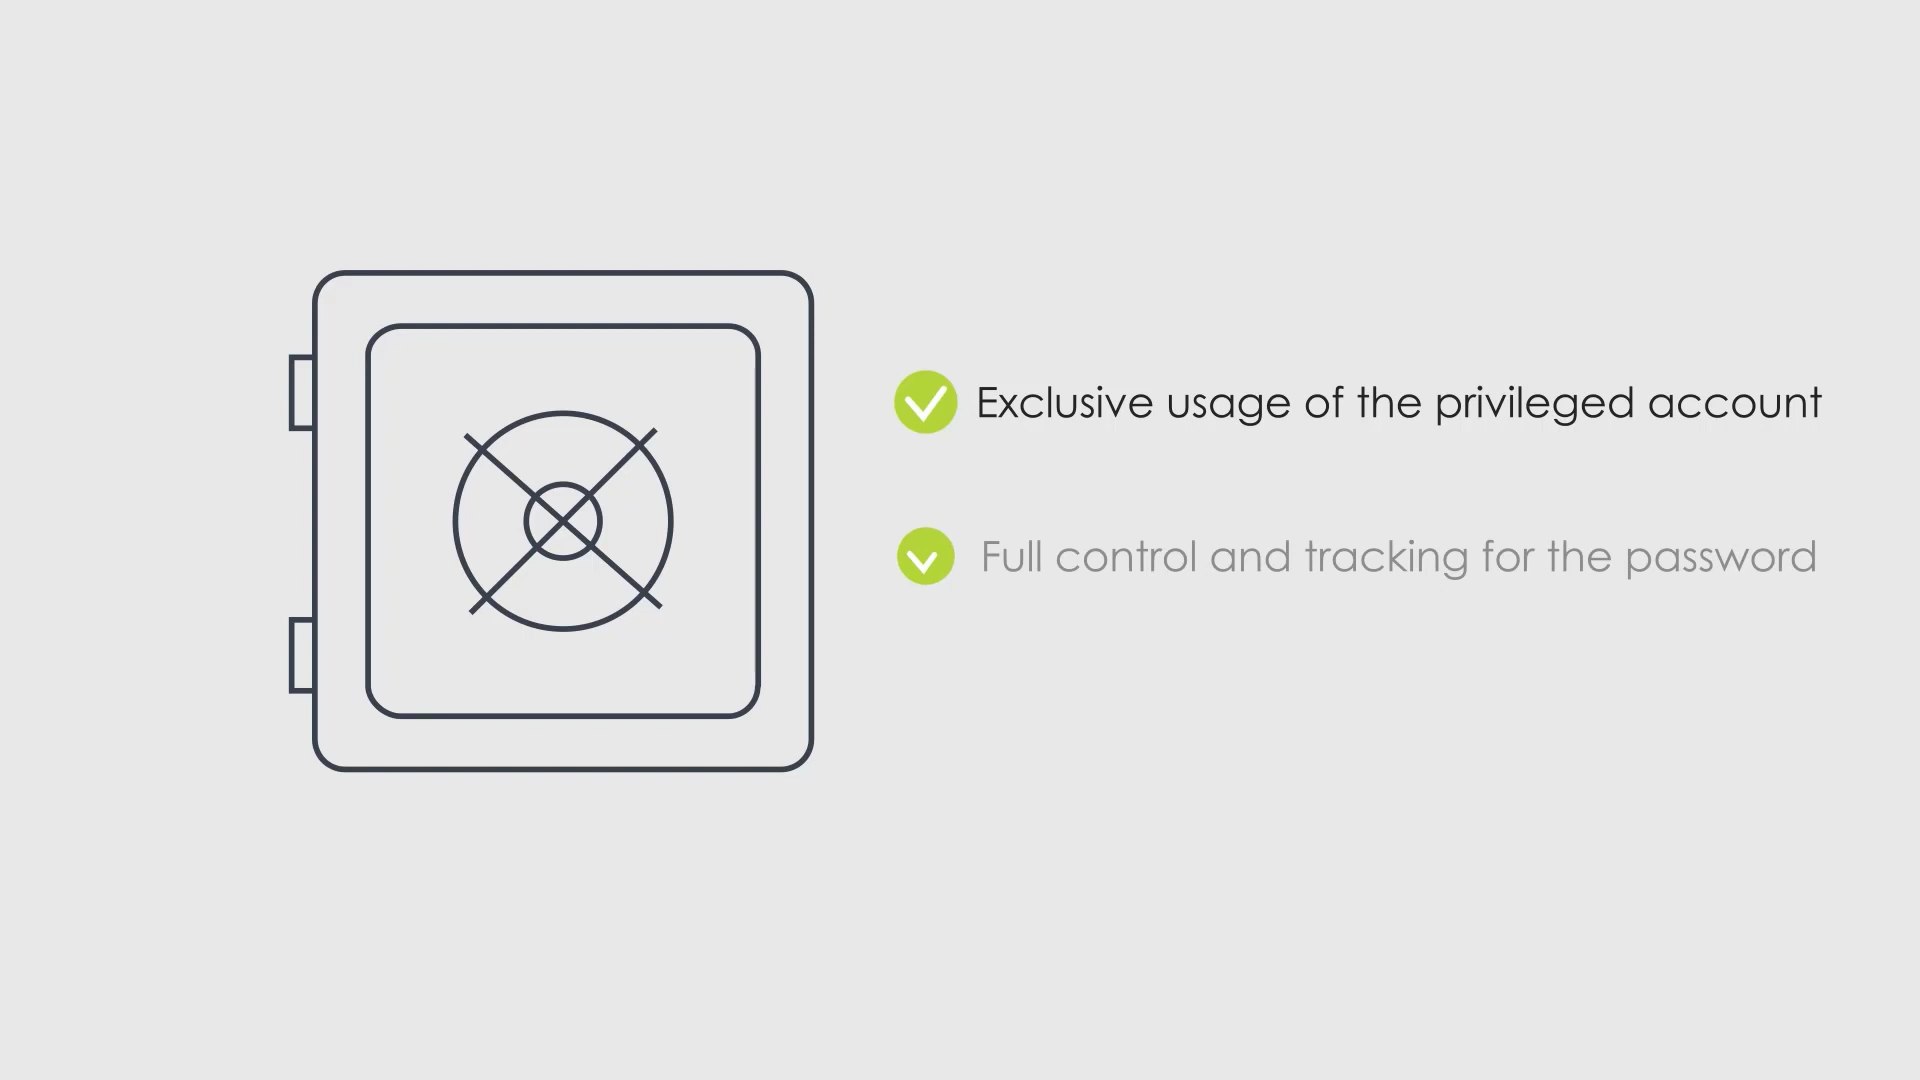 Exclusive usage of the privileged account
Full control and tracking for the password